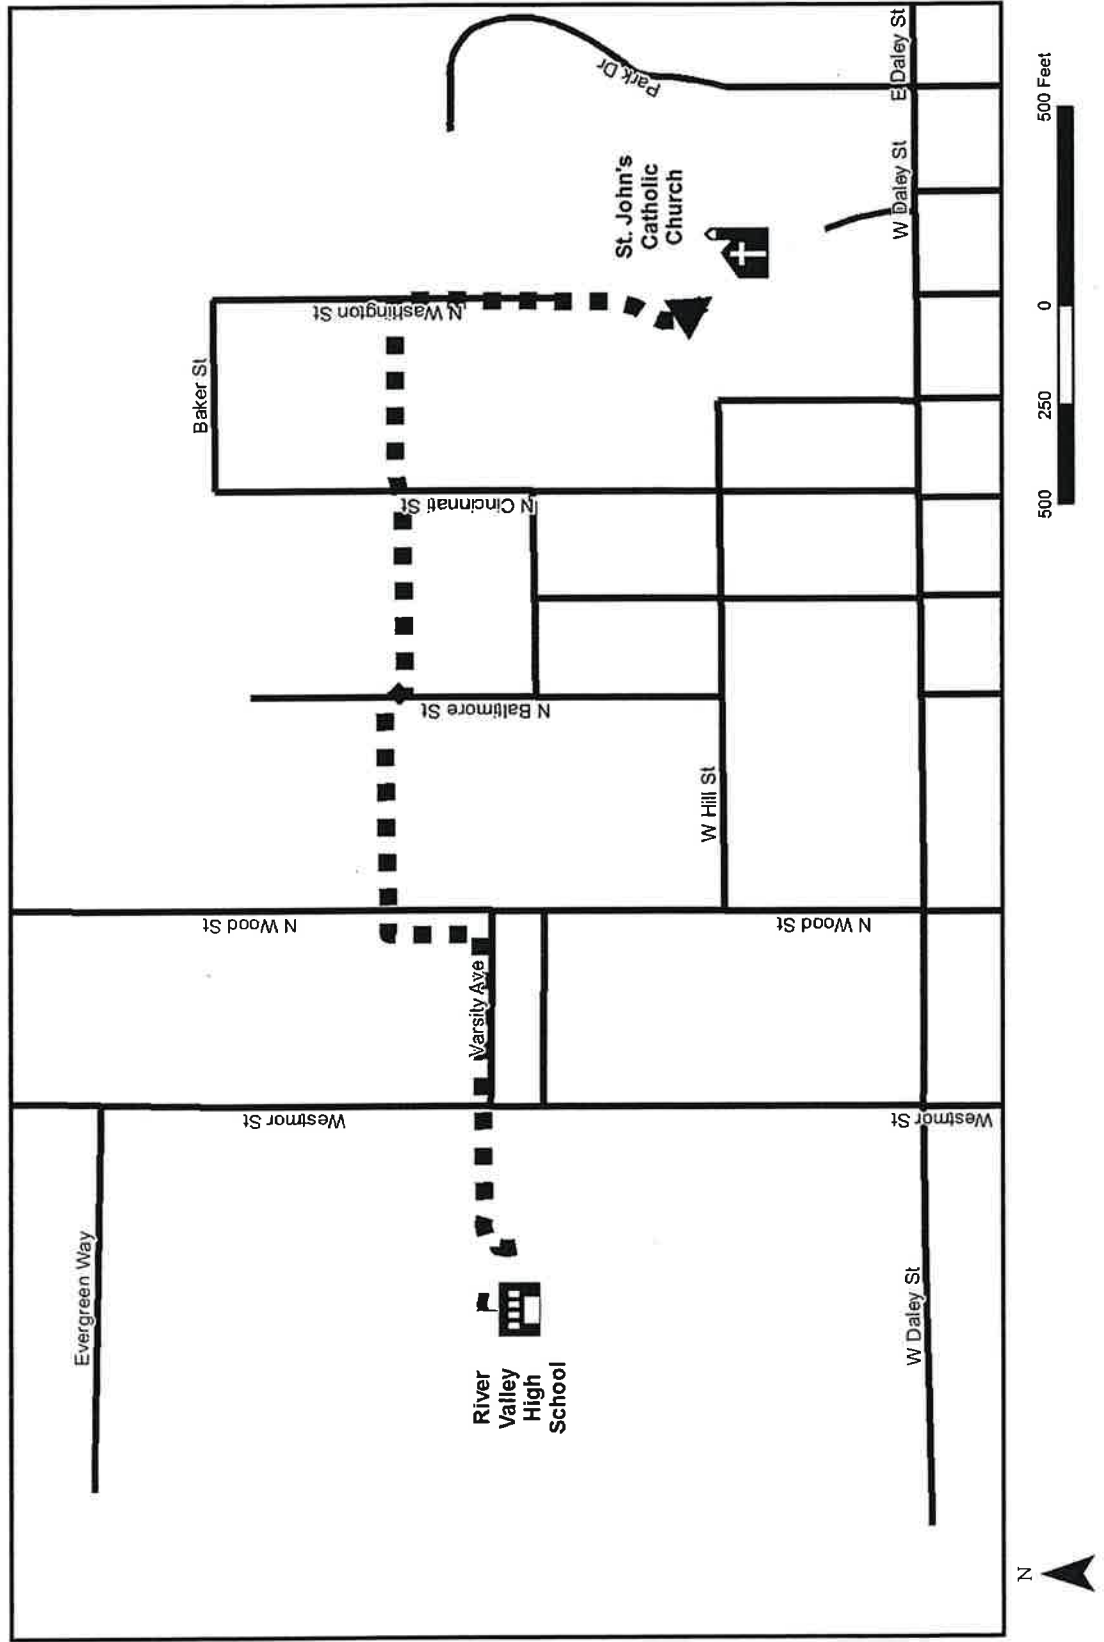 Evergreen Way
Westmor St
N Wood St
Baker St
N Washington St
Park Dr
N Cincinnati St
N Baltimore St
Varsity Ave
River
Valley
High
School
St. John's
Catholic
Church
W Hill St
N Wood St
Westmor St
W Daley St
W Daley St
E Daley St
N
500
250
0
500 Feet